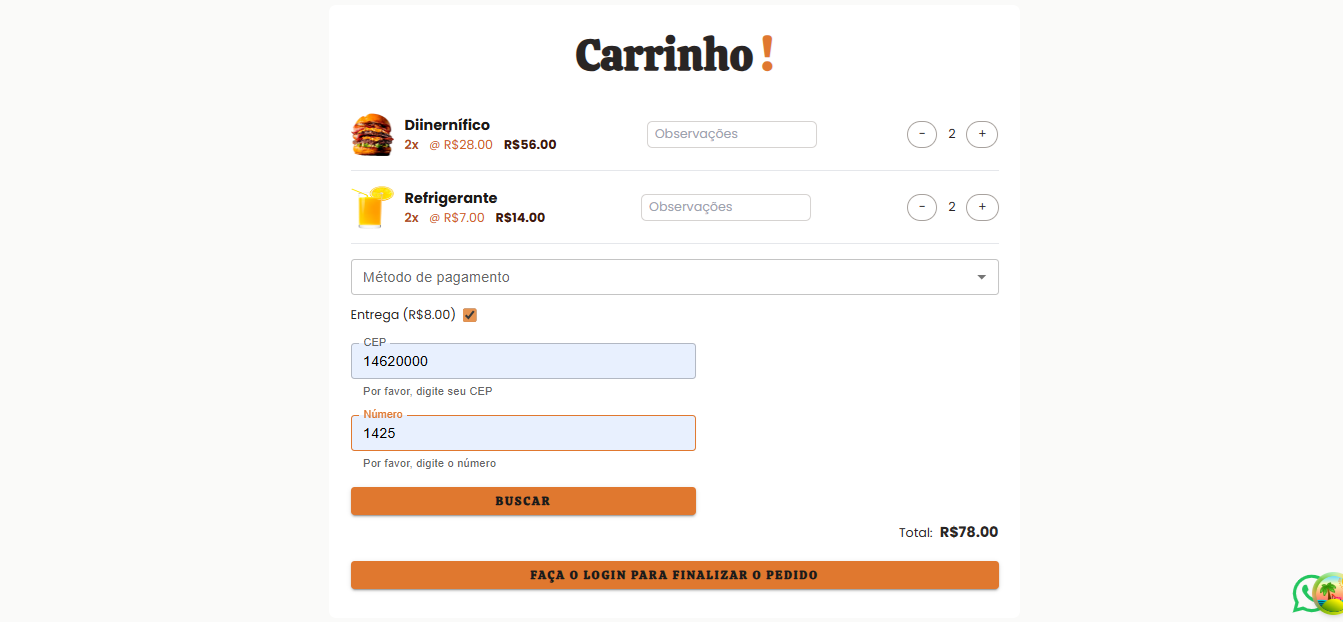 Carrinho!
Diinernífico
2x @ R$28.00 R$56.00
Observações
- 2 +
Refrigerante
2x @ R$7.00 R$14.00
Observações
- 2 +
Método de pagamento
Entrega (R$8.00)
CEP
14620000
Por favor, digite seu CEP
Número
1425
Por favor, digite o número
BUSCAR
Total: R$78.00
FAÇA O LOGIN PARA FINALIZAR O PEDIDO